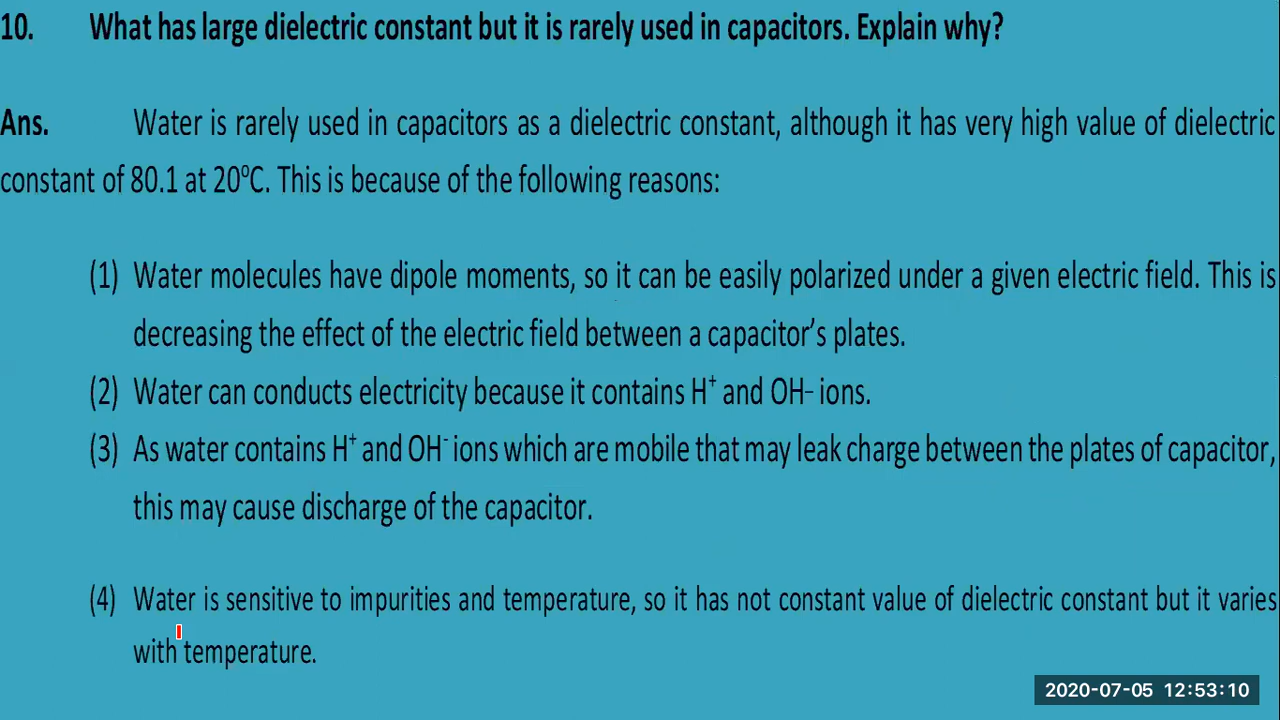 10. What has large dielectric constant but it is rarely used in capacitors. Explain why?
Ans. Water is rarely used in capacitors as a dielectric constant, although it has very high value of dielectric
constant of 80.1 at 20°C. This is because of the following reasons:
(1) Water molecules have dipole moments, so it can be easily polarized under a given electric field. This is
decreasing the effect of the electric field between a capacitor’s plates.
(2) Water can conducts electricity because it contains H⁺ and OH– ions.
(3) As water contains H⁺ and OH⁻ ions which are mobile that may leak charge between the plates of capacitor,
this may cause discharge of the capacitor.
(4) Water is sensitive to impurities and temperature, so it has not constant value of dielectric constant but it varies
with temperature.
2020-07-05 12:53:10